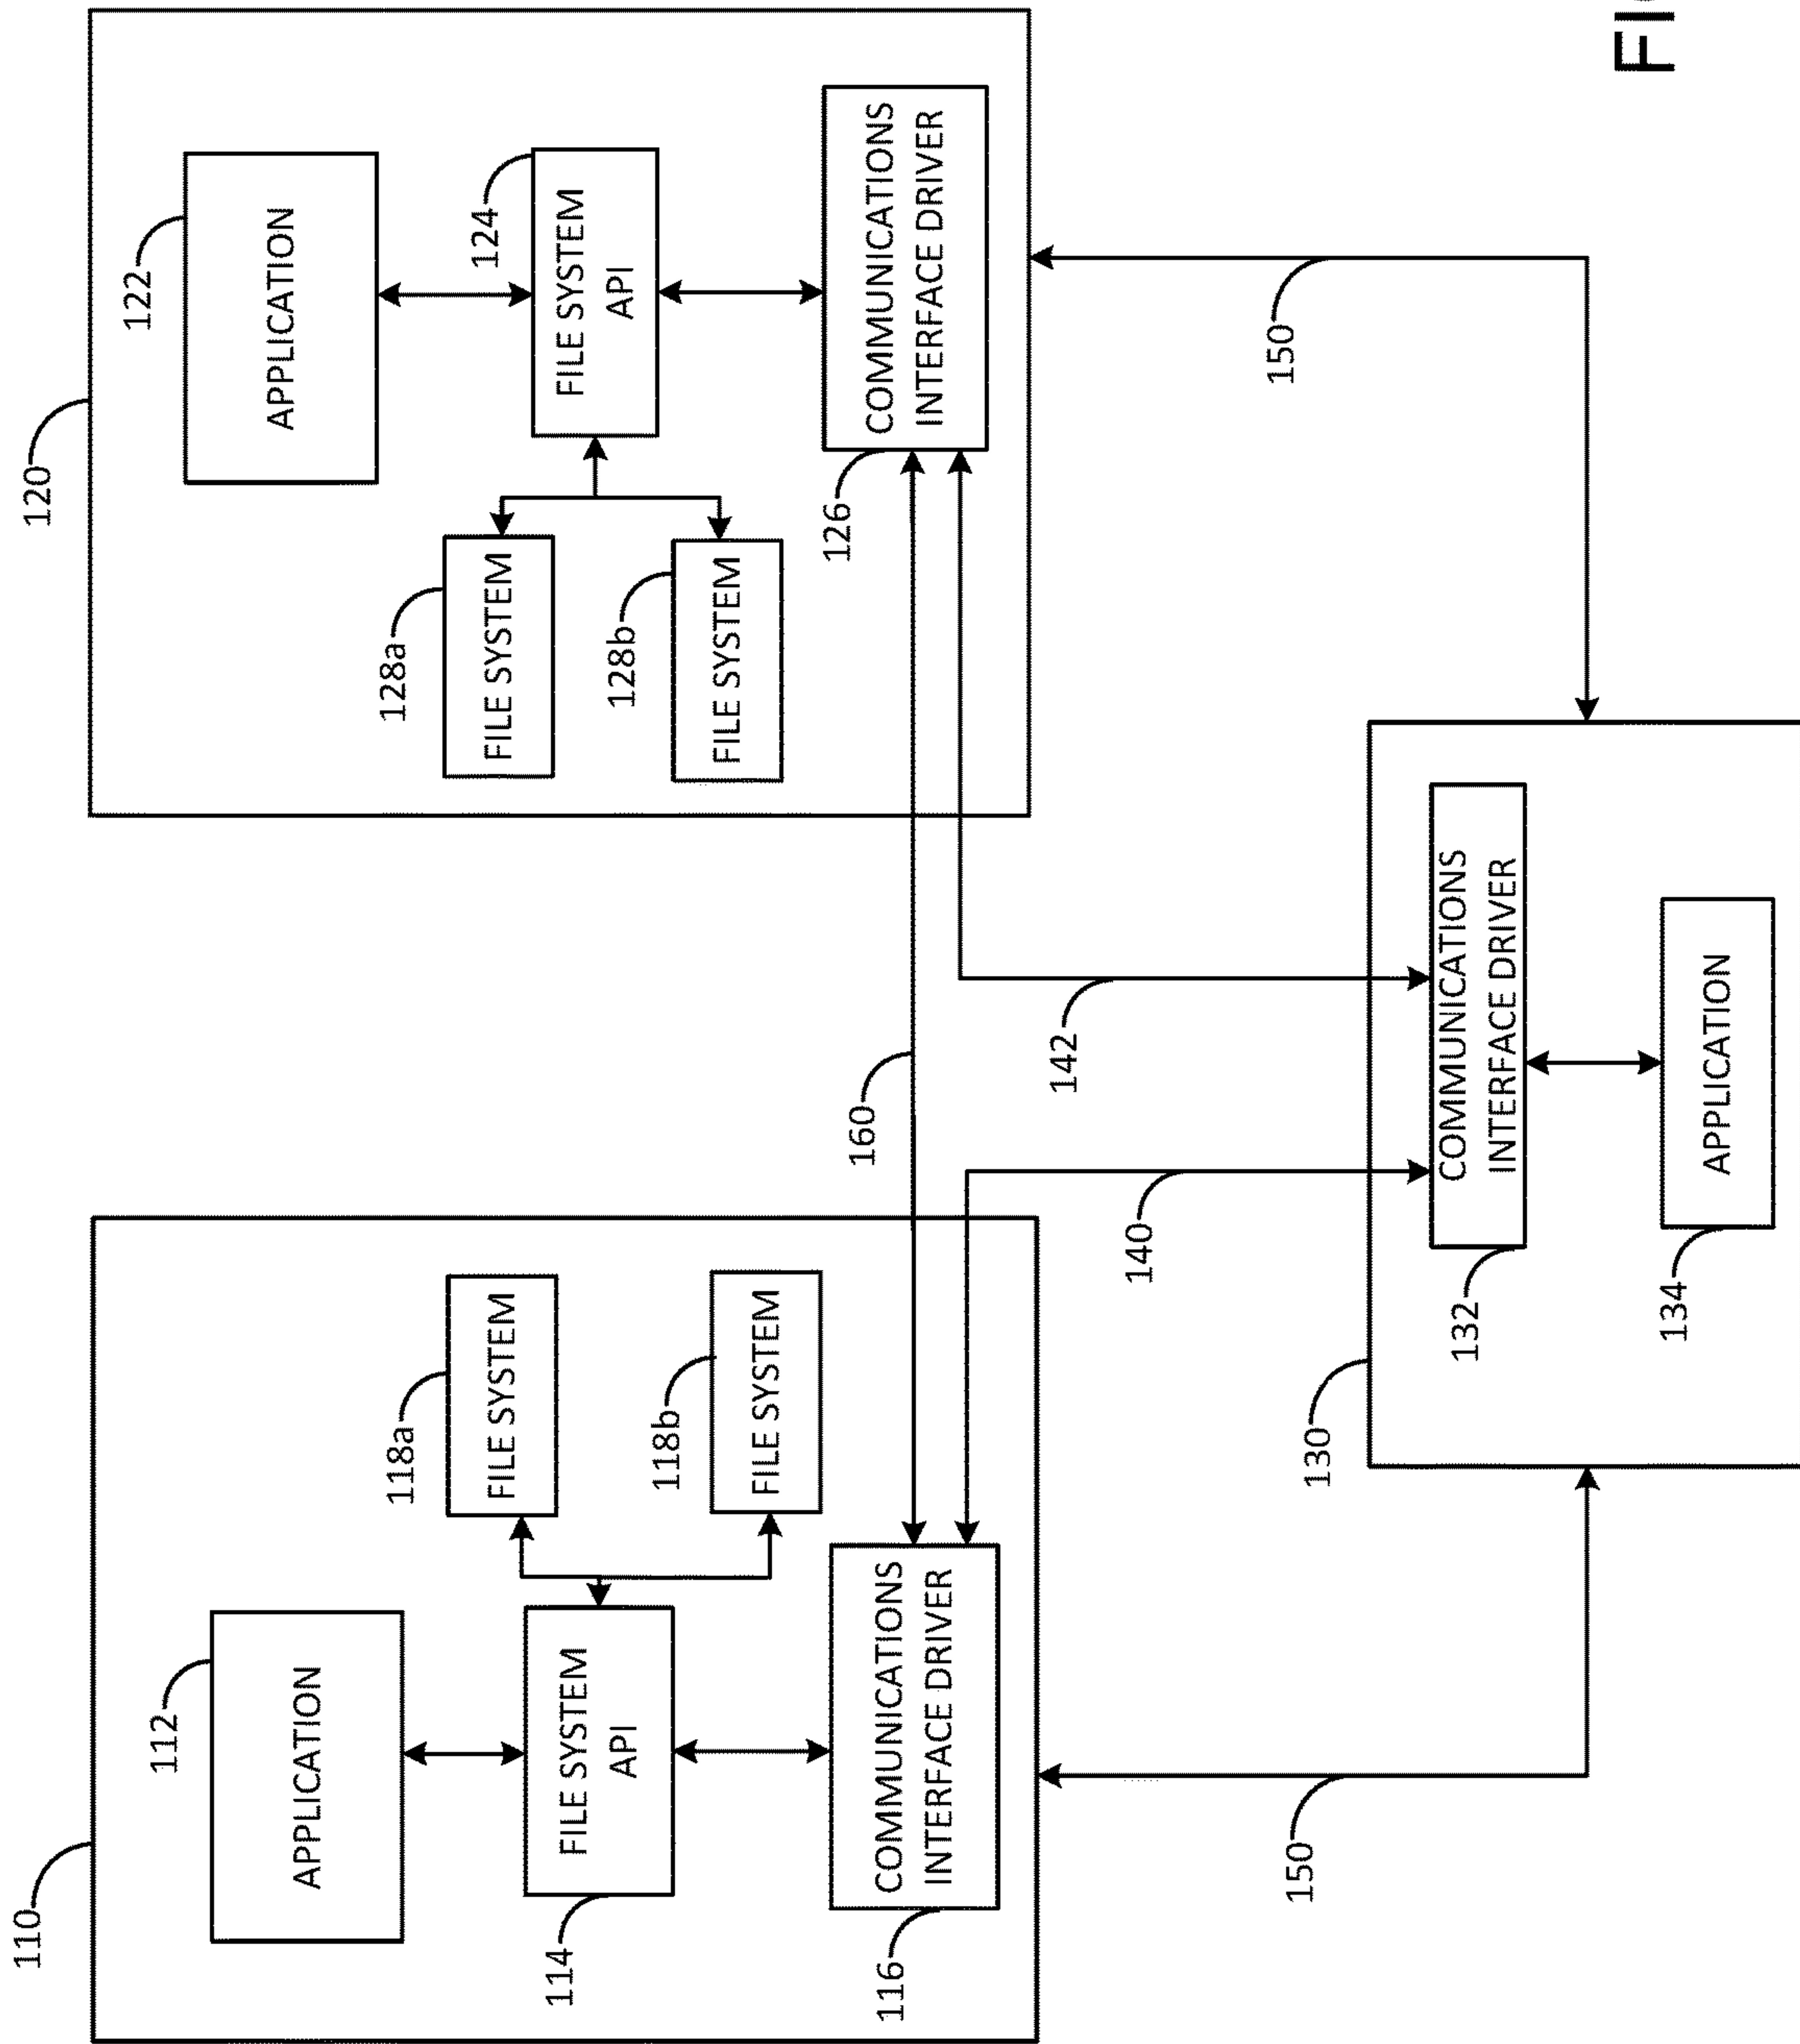 110
120
112
122
APPLICATION
APPLICATION
118a
128a
124
FILE SYSTEM
FILE SYSTEM
114
FILE SYSTEM
API
FILE SYSTEM
API
118b
128b
FILE SYSTEM
FILE SYSTEM
116
126
160
COMMUNICATIONS
INTERFACE DRIVER
COMMUNICATIONS
INTERFACE DRIVER
142
140
150
150
130
132
COMMUNICATIONS
INTERFACE DRIVER
134
APPLICATION
FIG